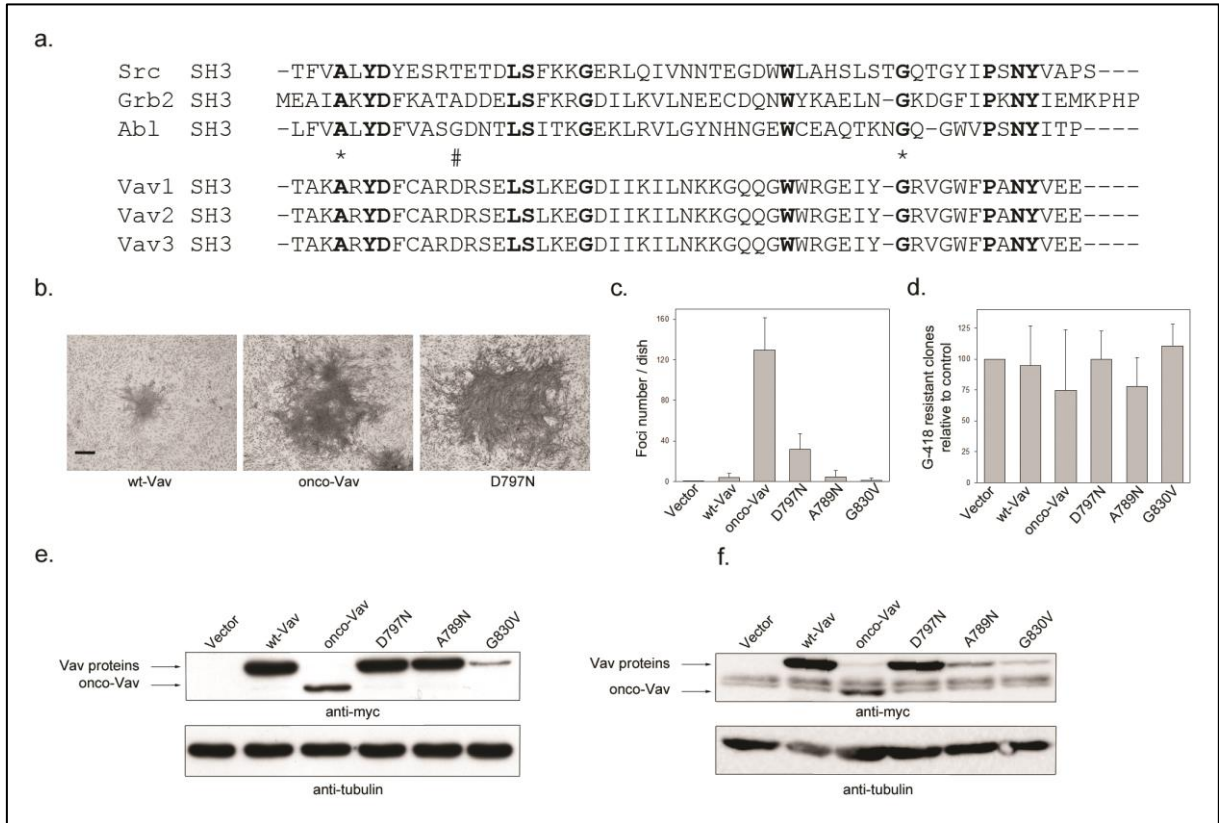 a.
Src SH3 -TFVALYDYESRTETDLSFKKGERLQIVNNTEGDWWLAHSLSTGQTGYIPSNYVAPS---
Grb2 SH3 MEAIAKYDFKATADDELSFKRGDILKVLNEECDQNWYKAELN-GKDGFIPKNYIEMKPHP
Abl SH3 -LFVALYDFVASGDNTLSITKGEKLRVLGYNHNGEWCEAQTKNGQ-GWVPSNYITP----
* # *
Vav1 SH3 -TAKARYDFCARDRSELSLKEGDIIKILNKKGQQGWWRGEIY-GRVGWFPANYVEE----
Vav2 SH3 -TAKARYDFCARDRSELSLKEGDIIKILNKKGQQGWWRGEIY-GRVGWFPANYVEE----
Vav3 SH3 -TAKARYDFCARDRSELSLKEGDIIKILNKKGQQGWWRGEIY-GRVGWFPANYVEE----
b.
wt-Vav onco-Vav D797N
c.
Foci number / dish
160
120
80
40
0
Vector wt-Vav onco-Vav D797N A789N G830V
d.
G-418 resistant clones
relative to control
125
100
75
50
25
0
Vector wt-Vav onco-Vav D797N A789N G830V
e.
Vector wt-Vav onco-Vav D797N A789N G830V
Vav proteins
onco-Vav
anti-myc
anti-tubulin
f.
Vector wt-Vav onco-Vav D797N A789N G830V
Vav proteins
onco-Vav
anti-myc
anti-tubulin